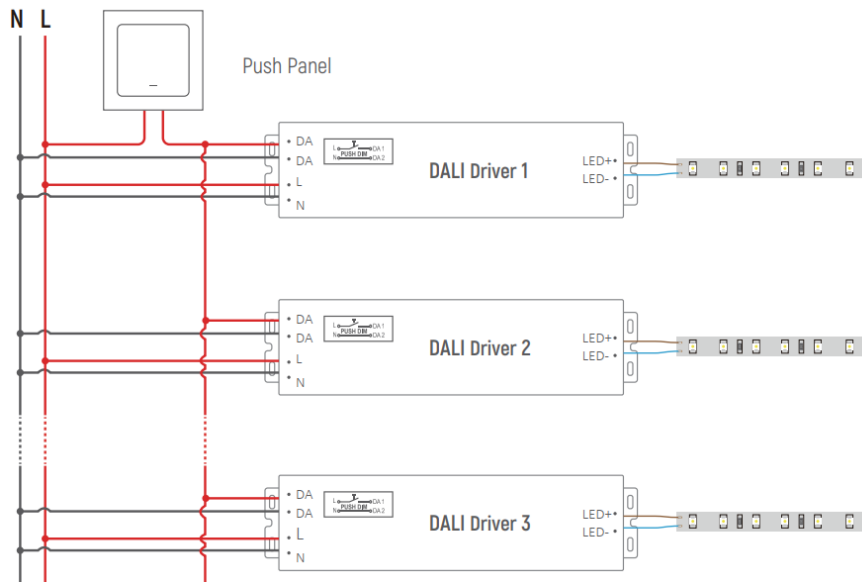 N L
Push Panel
DA
DA
L
N
L DA1
N DA2
PUSH DIM
DALI Driver 1
LED+
LED-
DA
DA
L
N
L DA1
N DA2
PUSH DIM
DALI Driver 2
LED+
LED-
DA
DA
L
N
L DA1
N DA2
PUSH DIM
DALI Driver 3
LED+
LED-